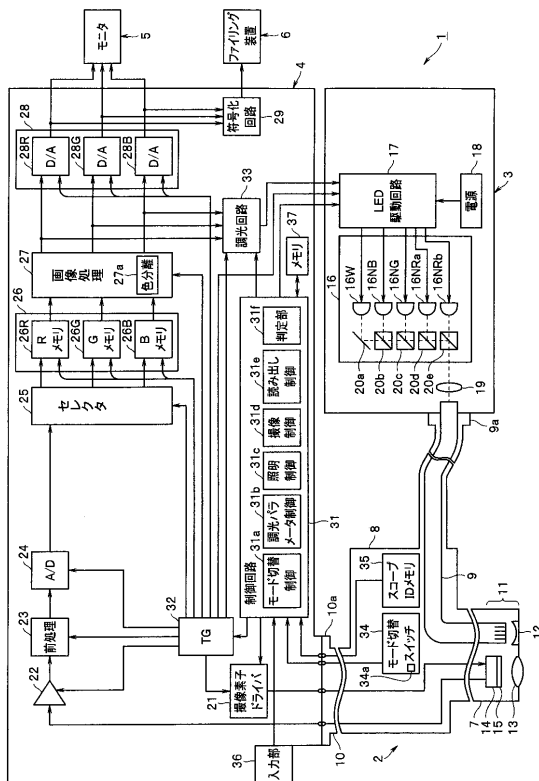 モニタ
5
ファイリング
装置
6
4
28
28R
D/A
28G
D/A
28B
D/A
符号化
回路
29
27
画像
処理
27a
色分離
33
調光回路
37
メモリ
26
26R
R
メモリ
26G
G
メモリ
26B
B
メモリ
25
セレクタ
24
A/D
23
前処理
22
32
TG
21
撮像素子
ドライバ
制御回路
31
31a
モード切替
制御
31b
調光パラ
メータ制御
31c
照明
制御
31d
撮像
制御
31e
読み出し
制御
31f
判定部
36
入力部
1
3
17
LED
駆動回路
18
電源
16
16W
16NB
16NG
16NRa
16NRb
20a
20b
20c
20d
20e
19
9a
9
8
35
スコープ
IDメモリ
34
モード切替
スイッチ
34a
10a
10
2
7
14
15
13
12
11